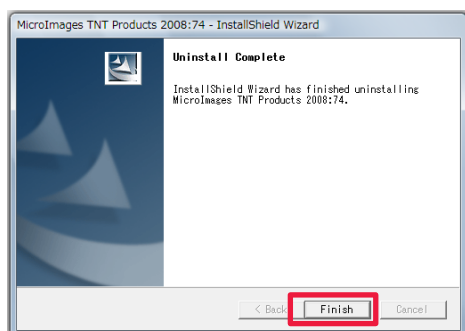 MicroImages TNT Products 2008:74 - InstallShield Wizard
Uninstall Complete
InstallShield Wizard has finished uninstalling
MicroImages TNT Products 2008:74.
< Back Finish Cancel